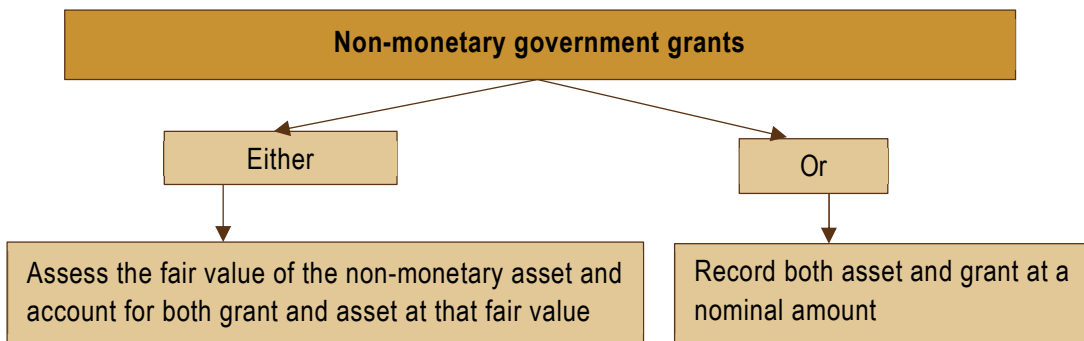 Non-monetary government grants
Either
Or
Assess the fair value of the non-monetary asset and
account for both grant and asset at that fair value
Record both asset and grant at a
nominal amount